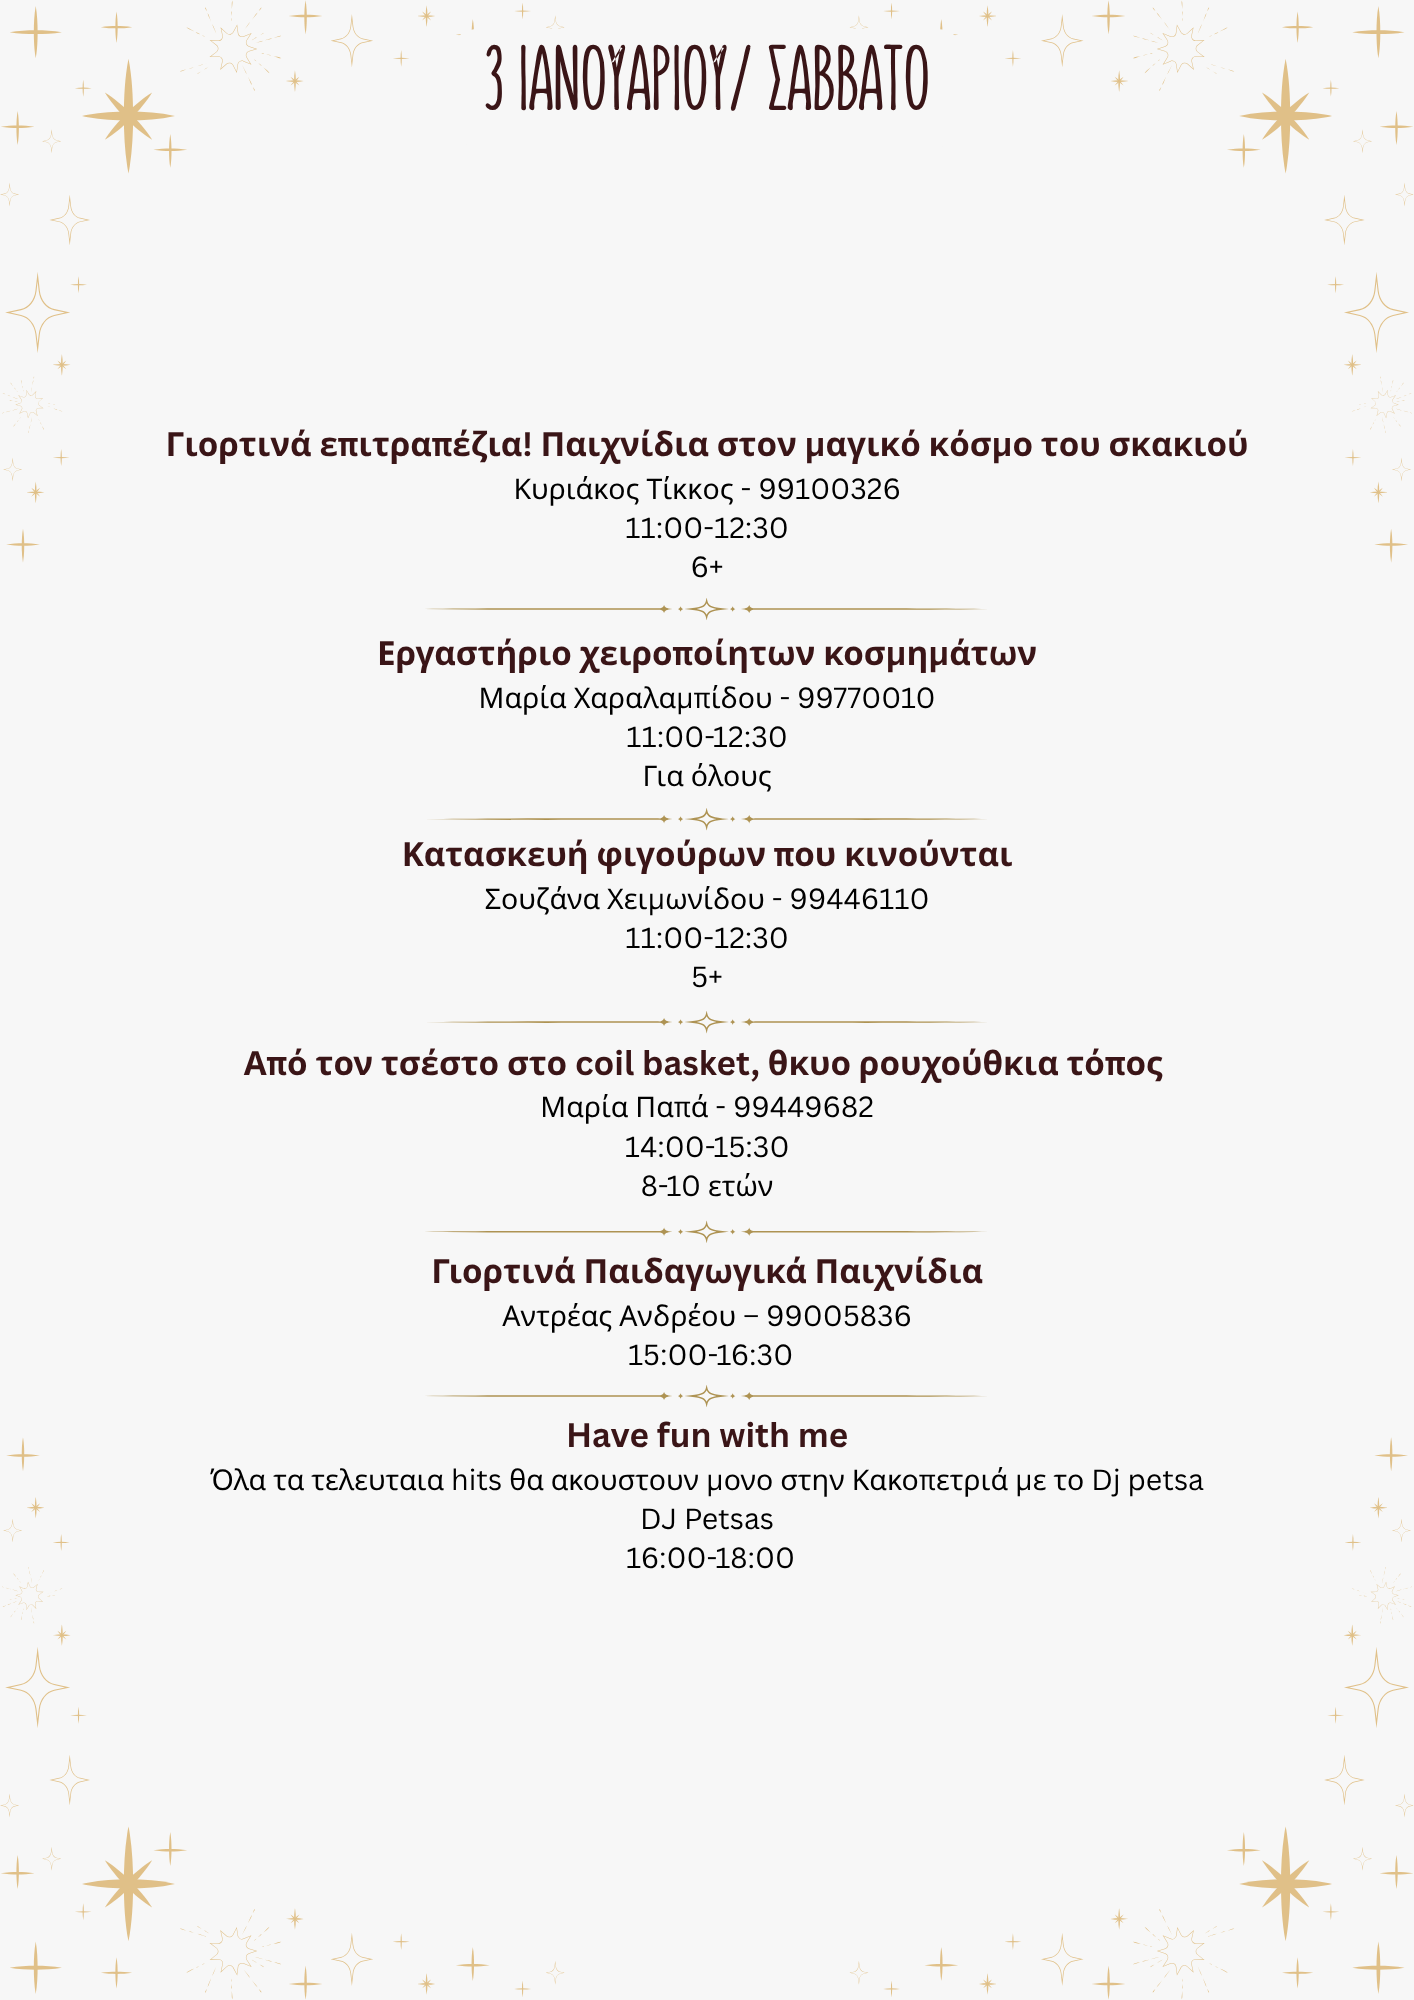 3 ΙΑΝΟΥΑΡΙΟΥ/ ΣΑΒΒΑΤΟ
Γιορτινά επιτραπέζια! Παιχνίδια στον μαγικό κόσμο του σκακιού
Κυριάκος Τίκκος - 99100326
11:00-12:30
6+
Εργαστήριο χειροποίητων κοσμημάτων
Μαρία Χαραλαμπίδου - 99770010
11:00-12:30
Για όλους
Κατασκευή φιγούρων που κινούνται
Σουζάνα Χειμωνίδου - 99446110
11:00-12:30
5+
Από τον τσέστο στο coil basket, θκυο ρουχούθκια τόπος
Μαρία Παπά - 99449682
14:00-15:30
8-10 ετών
Γιορτινά Παιδαγωγικά Παιχνίδια
Αντρέας Ανδρέου – 99005836
15:00-16:30
Have fun with me
Όλα τα τελευταια hits θα ακουστουν μονο στην Κακοπετριά με το Dj petsa
DJ Petsas
16:00-18:00